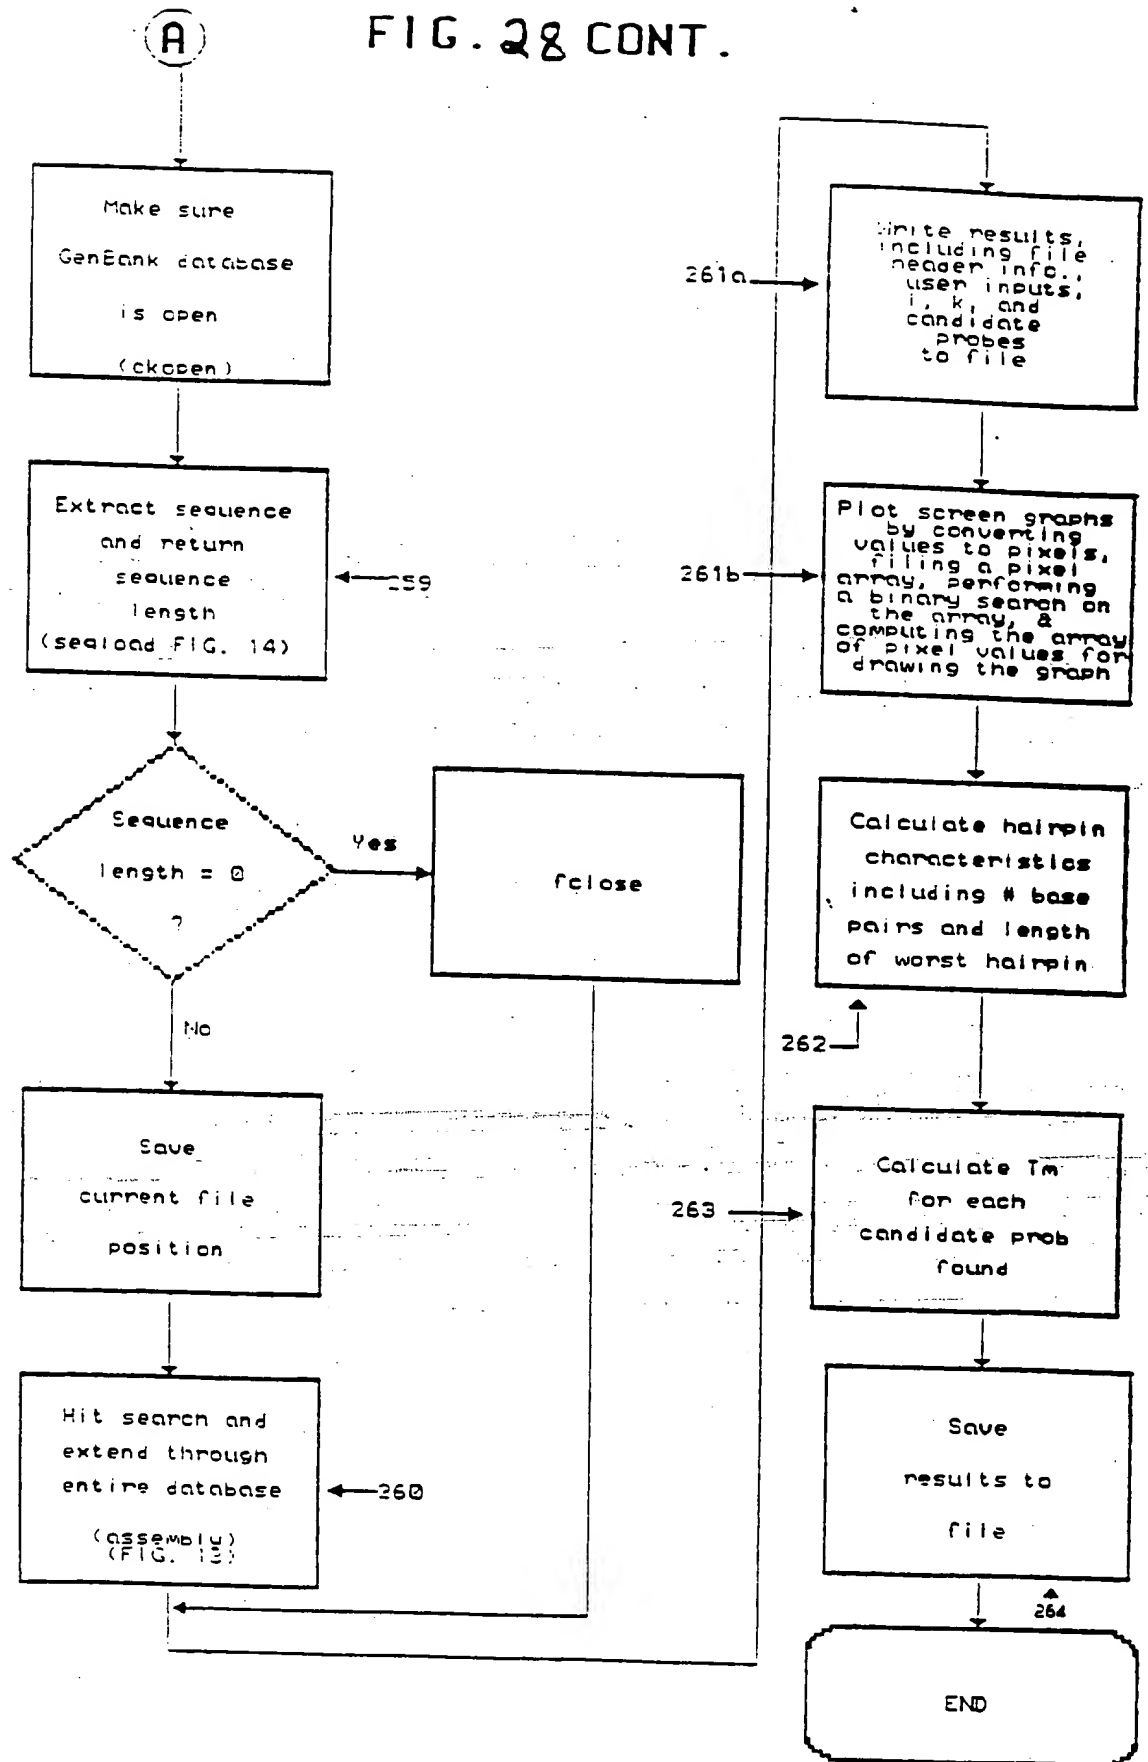 A
FIG. 28 CONT.
Make sure
GenBank database
is open
(ckopen)
Extract sequence
and return
sequence
length
(seqload FIG. 14)
259
Sequence
length = 0
?
Yes
fclose
No
Save
current file
position
Hit search and
extend through
entire database
(assembly)
(FIG. 13)
260
Write results,
including file
header info.,
user inputs,
i, k, and
candidate
probes
to file
261a
Plot screen graphs
by converting
values to pixels,
filing a pixel
array, performing
a binary search on
the array, &
computing the array
of pixel values for
drawing the graph
261b
Calculate hairpin
characteristics
including # base
pairs and length
of worst hairpin
262
Calculate Tm
for each
candidate prob
found
263
Save
results to
file
264
END